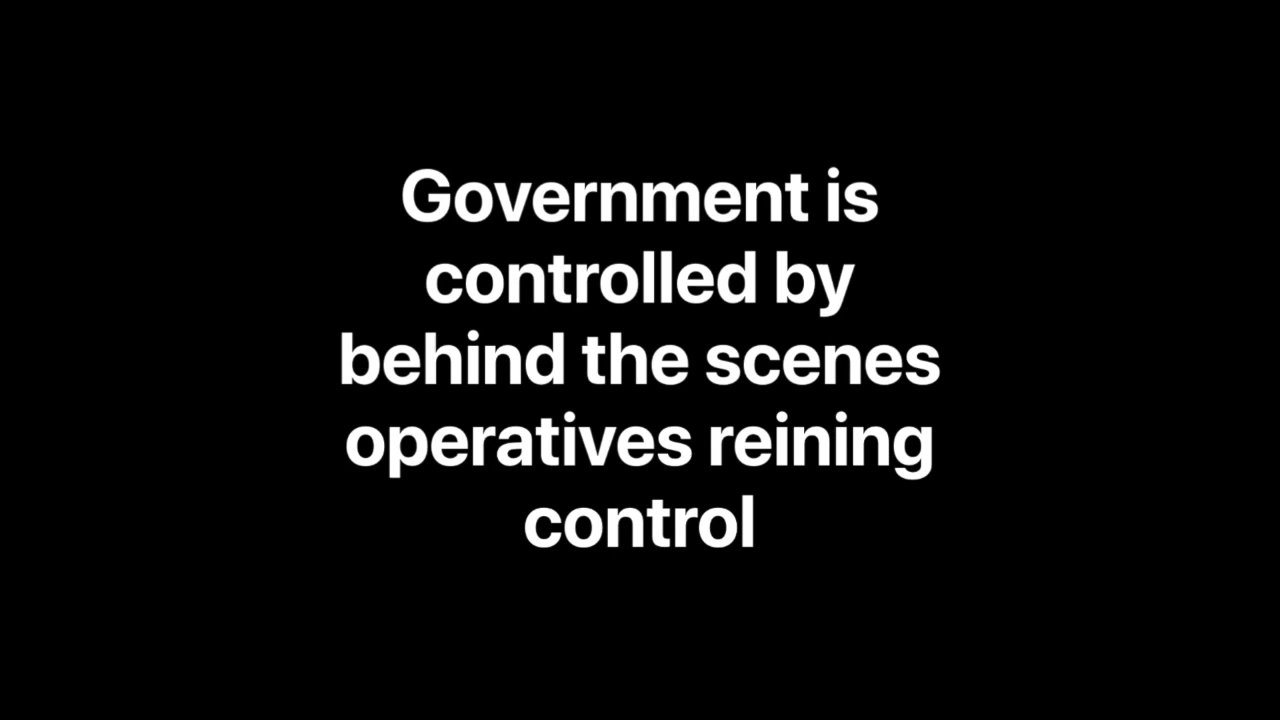 Government is
controlled by
behind the scenes
operatives reining
control